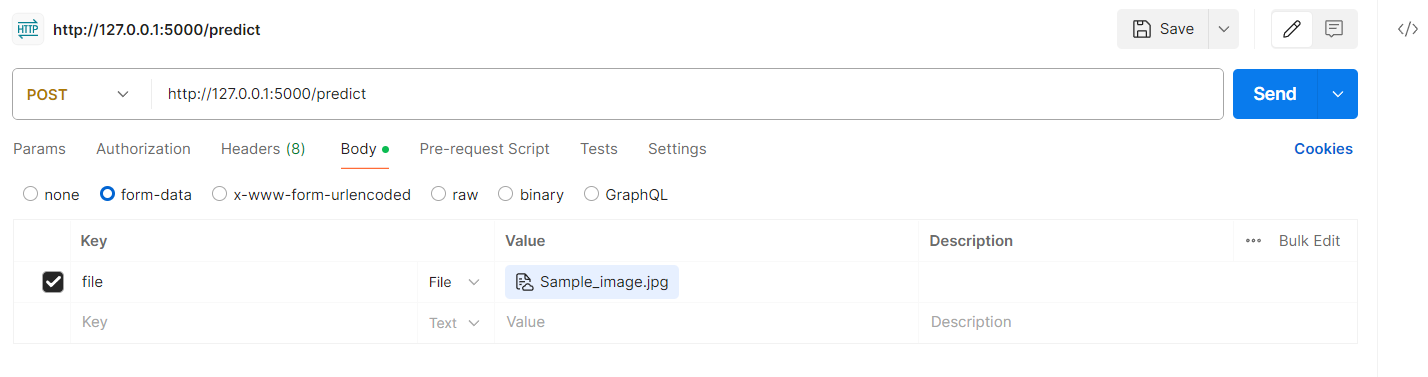 HTTP http://127.0.0.1:5000/predict Save
POST http://127.0.0.1:5000/predict Send
Params Authorization Headers (8) Body Pre-request Script Tests Settings Cookies
none form-data x-www-form-urlencoded raw binary GraphQL
Key Value Description ••• Bulk Edit
file File Sample_image.jpg
Key Text Value Description